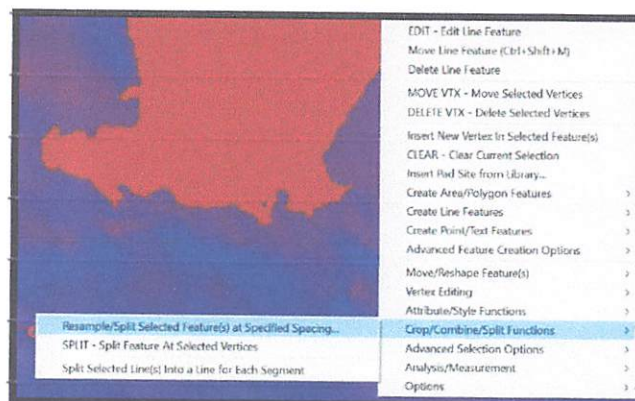 EDIT - Edit Line Feature
Move Line Feature (Ctrl+Shift+M)
Delete Line Feature
MOVE VTX - Move Selected Vertices
DELETE VTX - Delete Selected Vertices
Insert New Vertex In Selected Feature(s)
CLEAR - Clear Current Selection
Insert Pad Site from Library...
Create Area/Polygon Features
Create Line Features
Create Point/Text Features
Advanced Feature Creation Options
Move/Reshape Feature(s)
Vertex Editing
Attribute/Style Functions
Crop/Combine/Split Functions
Advanced Selection Options
Analysis/Measurement
Options
Resample/Split Selected Feature(s) at Specified Spacing...
SPLIT - Split Feature At Selected Vertices
Split Selected Line(s) Into a Line for Each Segment